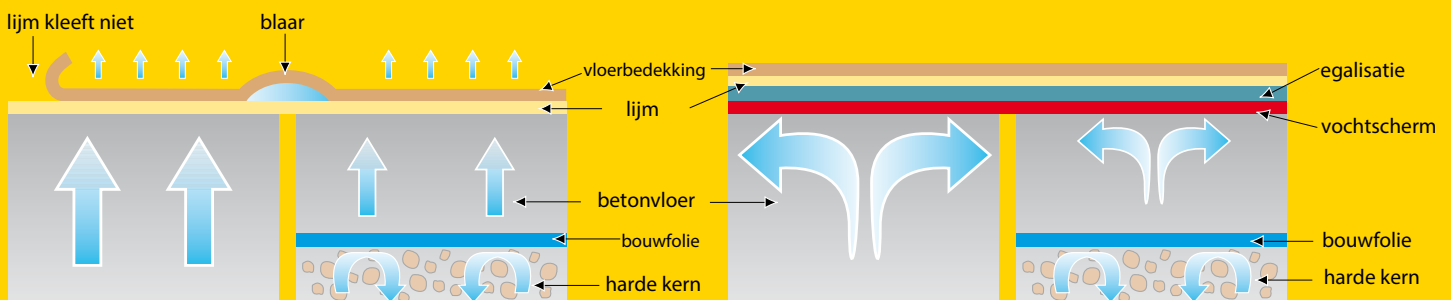 lijm kleeft niet
blaar
vloerbedekking
lijm
betonvloer
bouwfolie
harde kern
egalisatie
vochtscherm
bouwfolie
harde kern